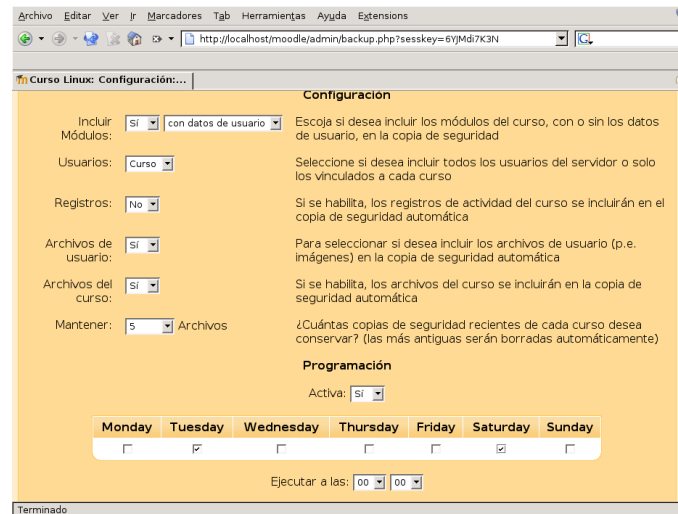 Archivo Editar Ver Ir Marcadores Tab Herramientas Ayuda Extensions
http://localhost/moodle/admin/backup.php?sesskey=6YJMdi7K3N
Curso Linux: Configuración:...
Configuración
Incluir Módulos: Sí con datos de usuario
Escoja si desea incluir los módulos del curso, con o sin los datos
de usuario, en la copia de seguridad
Usuarios: Curso
Seleccione si desea incluir todos los usuarios del servidor o solo
los vinculados a cada curso
Registros: No
Si se habilita, los registros de actividad del curso se incluirán en el
copia de seguridad automática
Archivos de usuario: Sí
Para seleccionar si desea incluir los archivos de usuario (p.e.
imágenes) en la copia de seguridad automática
Archivos del curso: Sí
Si se habilita, los archivos del curso se incluirán en la copia de
seguridad automática
Mantener: 5 Archivos
¿Cuántas copias de seguridad recientes de cada curso desea
conservar? (las más antiguas serán borradas automáticamente)
Programación
Activa: Sí
Monday Tuesday Wednesday Thursday Friday Saturday Sunday
Ejecutar a las: 00 00
Terminado